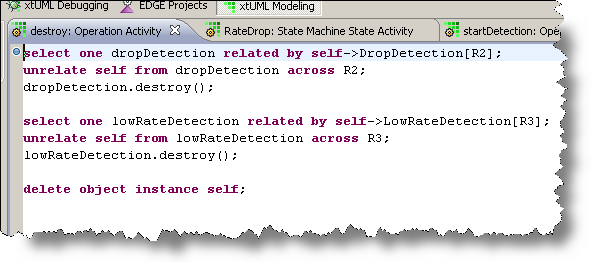 xtUML Debugging EDGE Projects xtUML Modeling
destroy: Operation Activity RateDrop: State Machine State Activity startDetection: Ope
select one dropDetection related by self->DropDetection[R2];
unrelate self from dropDetection across R2;
dropDetection.destroy();
select one lowRateDetection related by self->LowRateDetection[R3];
unrelate self from lowRateDetection across R3;
lowRateDetection.destroy();
delete object instance self;